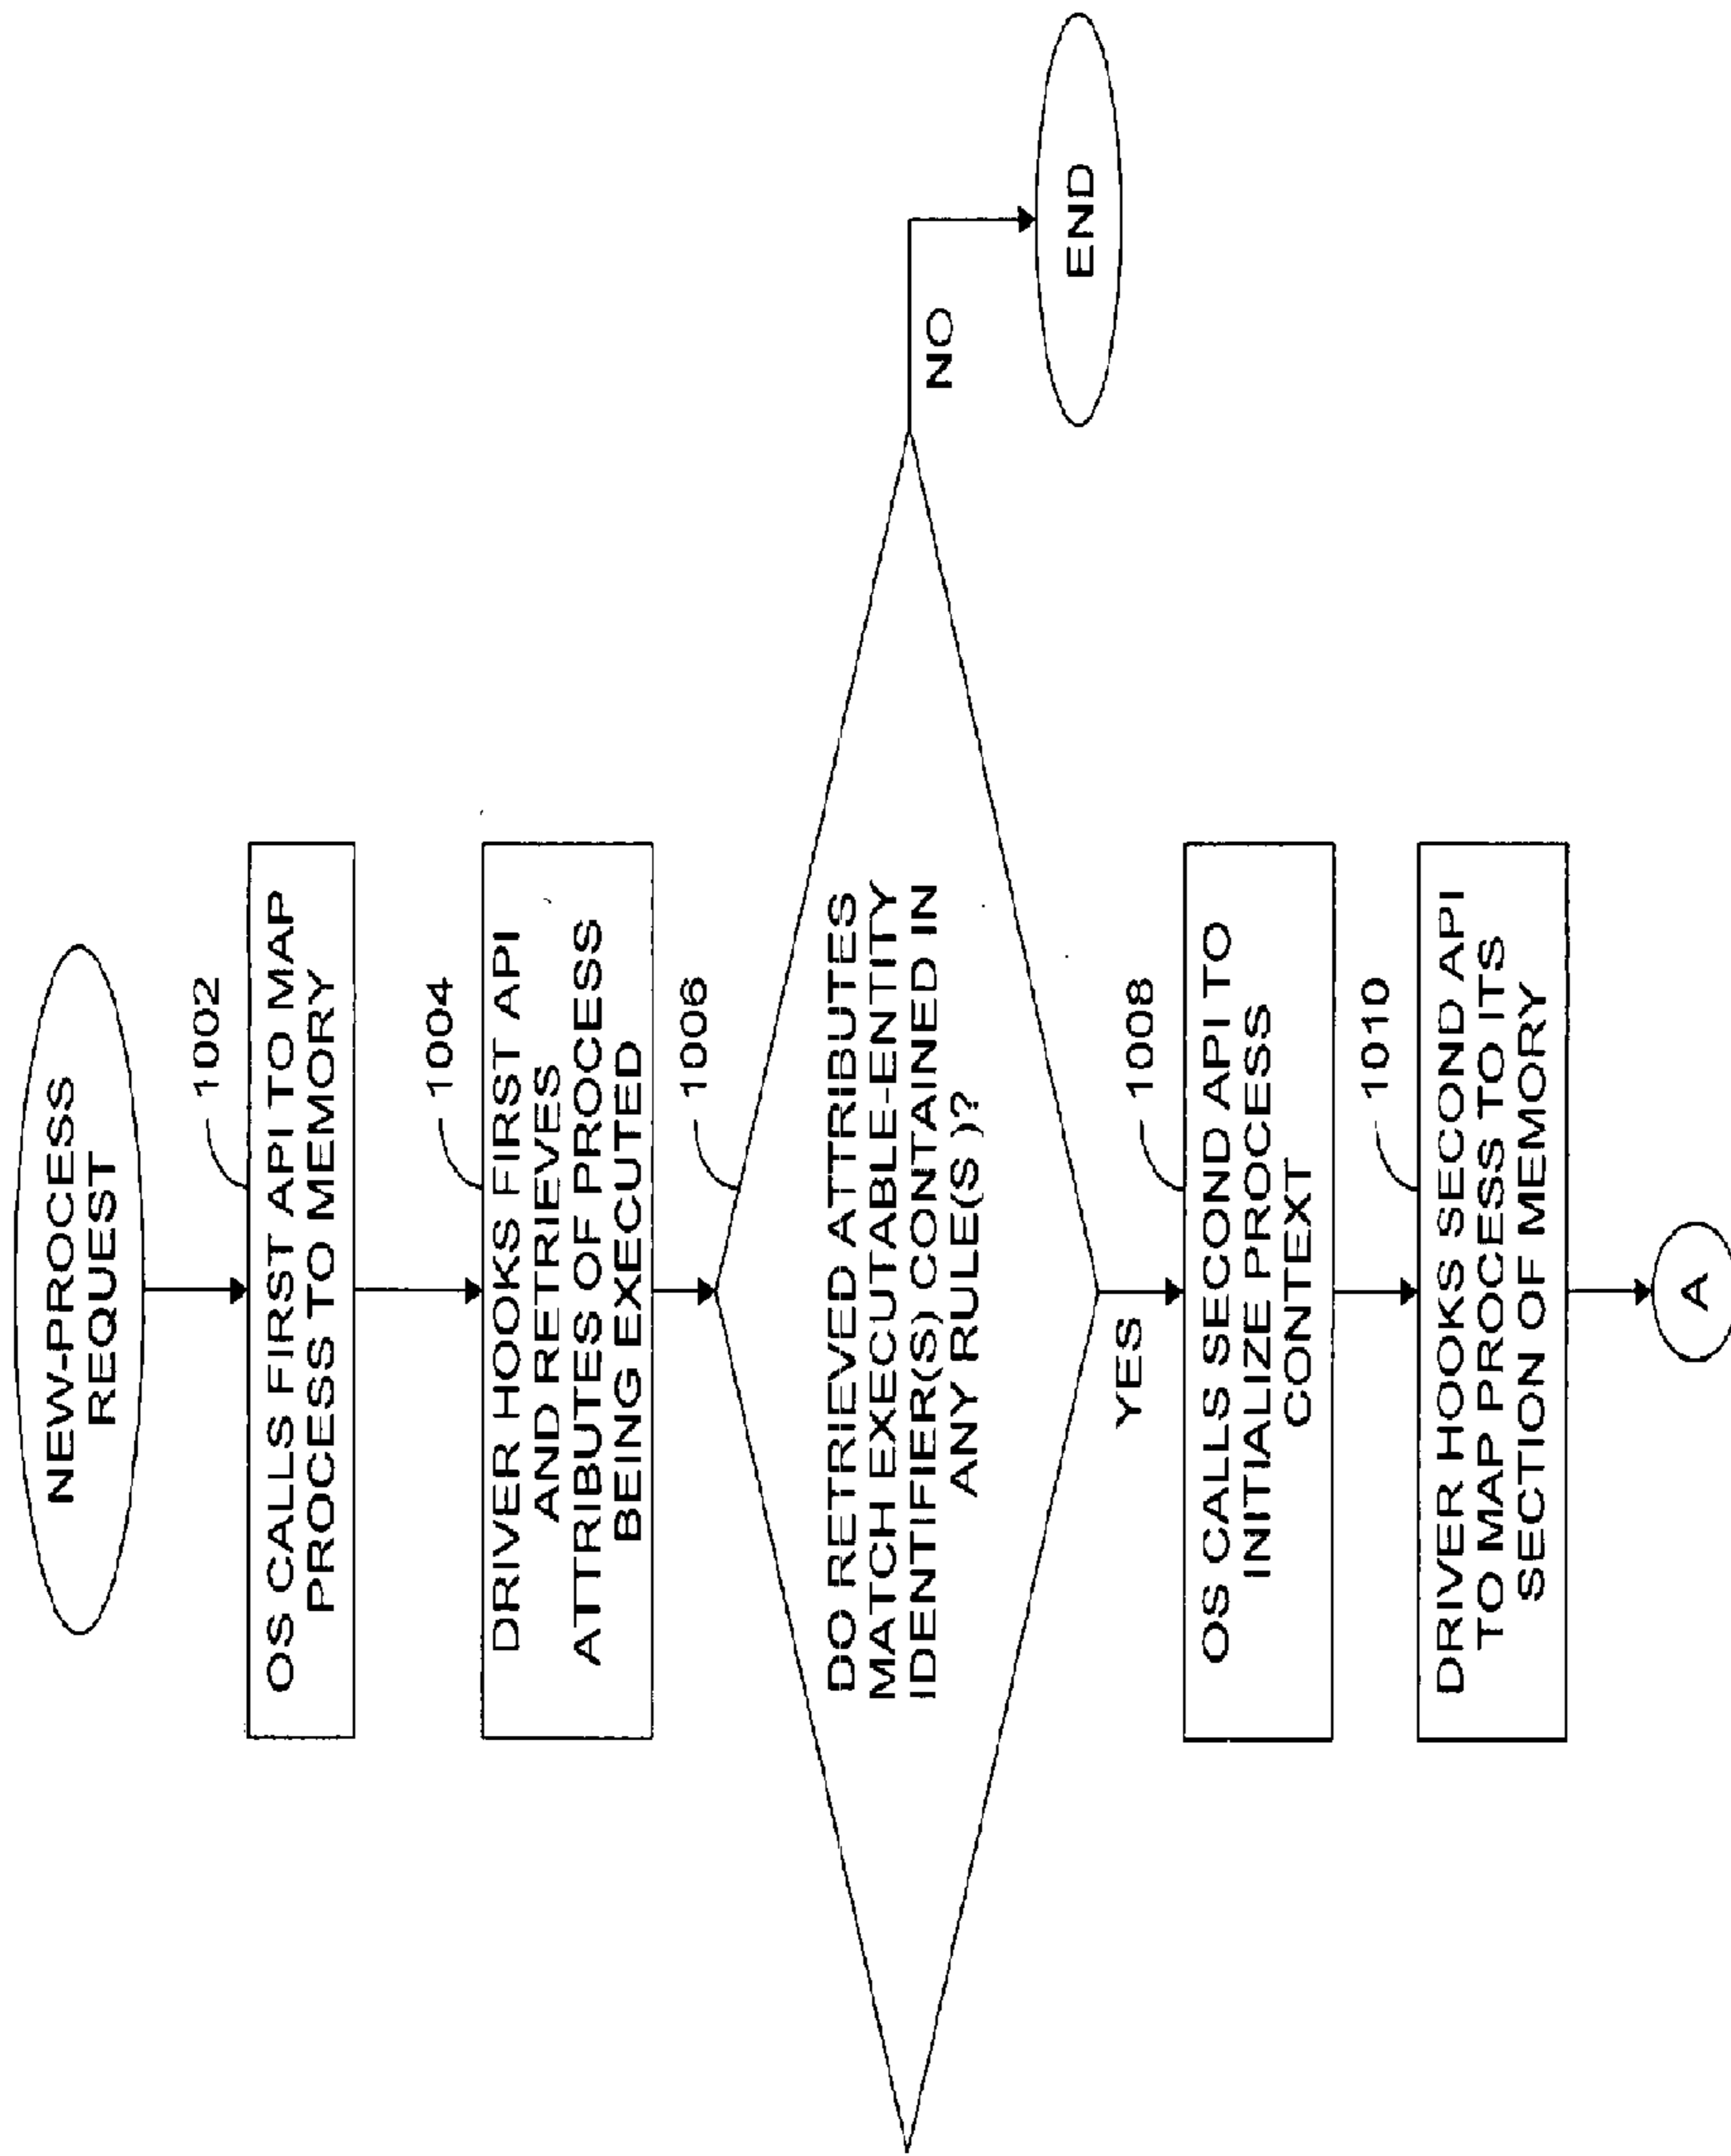 NEW-PROCESS
REQUEST
1002
OS CALLS FIRST API TO MAP
PROCESS TO MEMORY
1004
DRIVER HOOKS FIRST API
AND RETRIEVES
ATTRIBUTES OF PROCESS
BEING EXECUTED
1006
DO RETRIEVED ATTRIBUTES
MATCH EXECUTABLE-ENTITY
IDENTIFIER(S) CONTAINED IN
ANY RULE(S)?
NO
END
YES
1008
OS CALLS SECOND API TO
INITIALIZE PROCESS
CONTEXT
1010
DRIVER HOOKS SECOND API
TO MAP PROCESS TO ITS
SECTION OF MEMORY
A